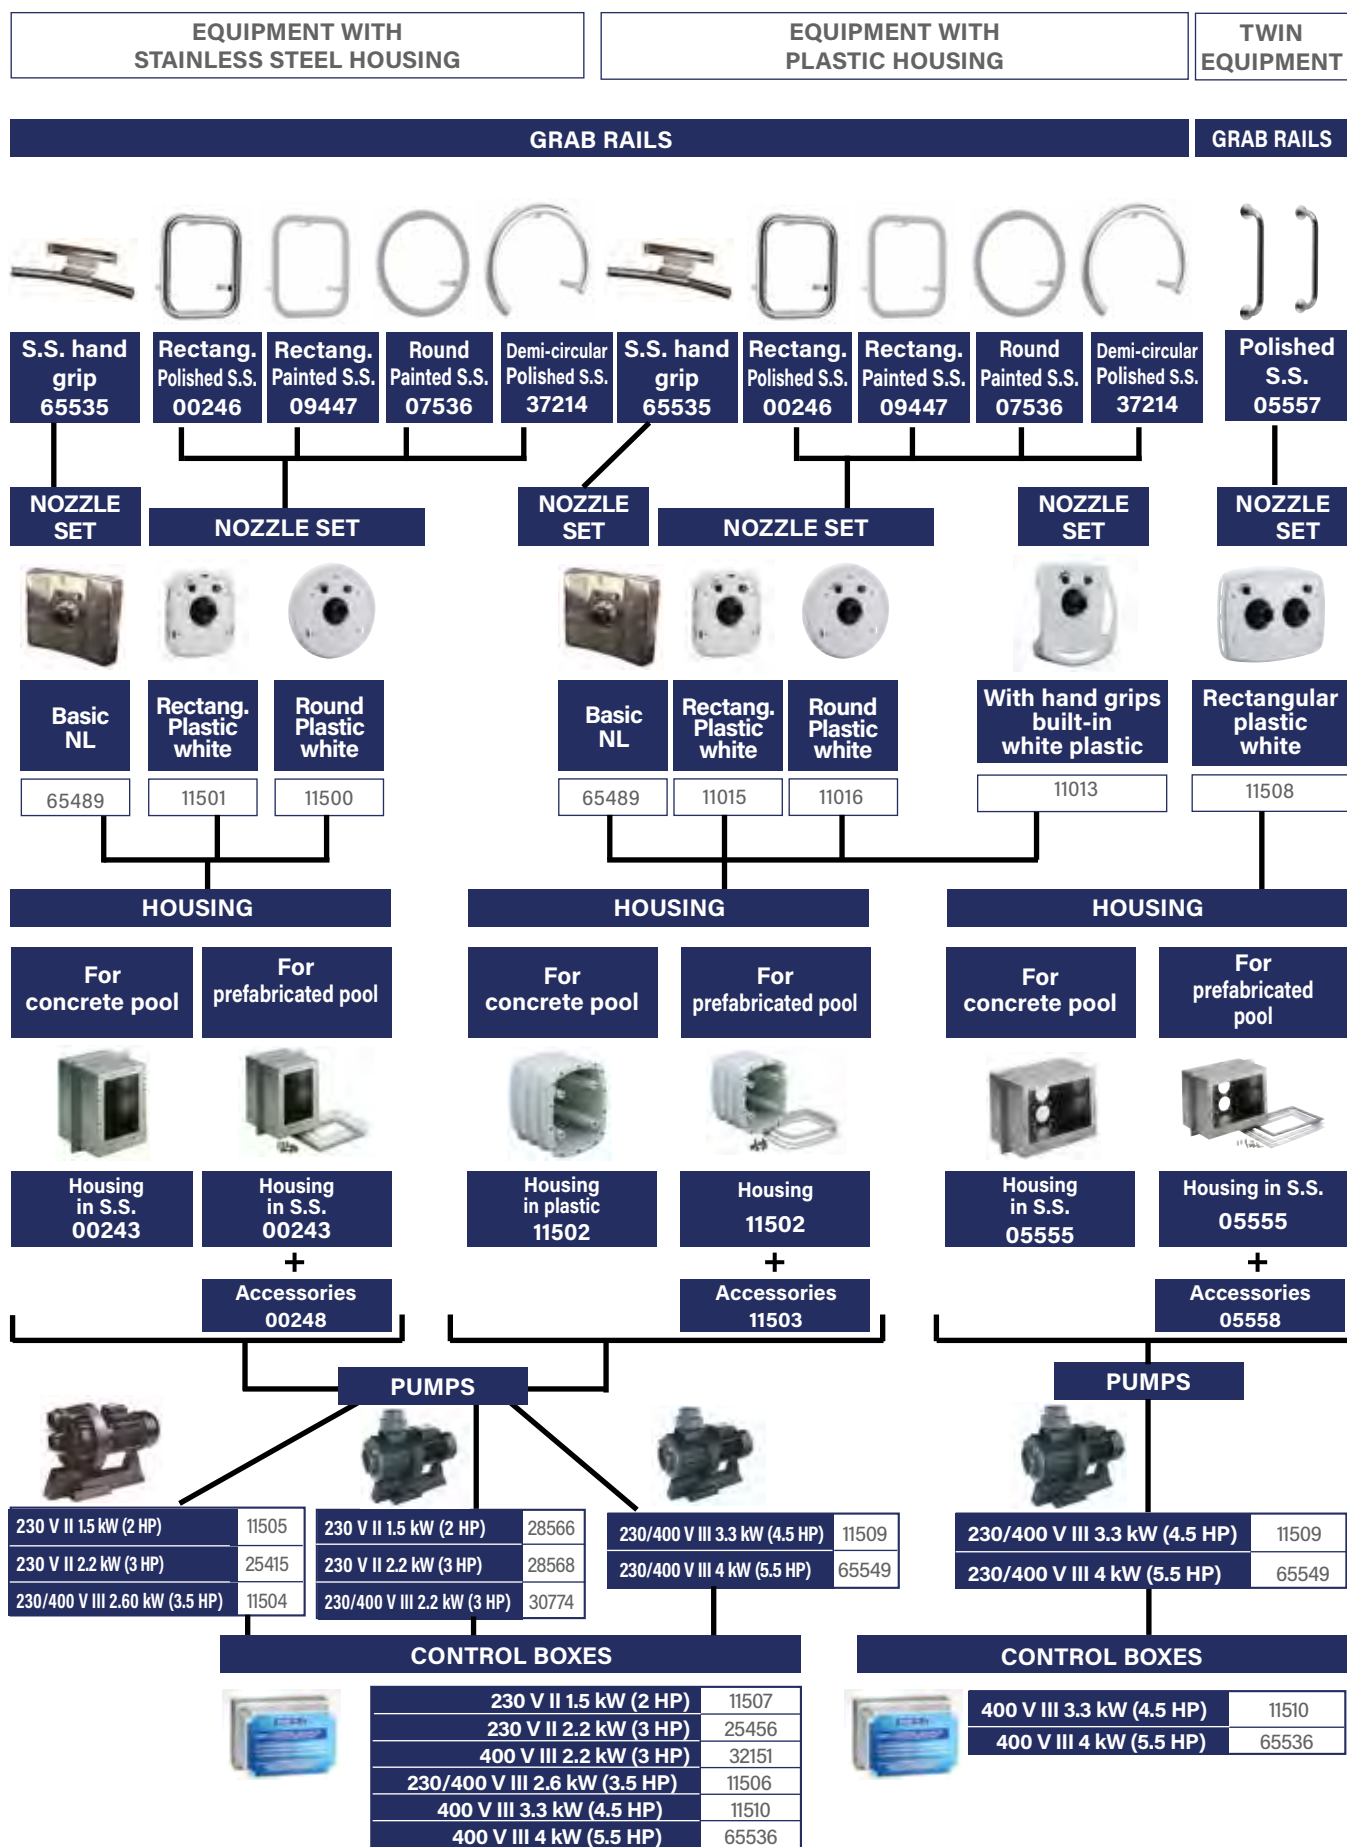 EQUIPMENT WITH
STAINLESS STEEL HOUSING
EQUIPMENT WITH
PLASTIC HOUSING
TWIN
EQUIPMENT
GRAB RAILS
GRAB RAILS
S.S. hand
grip
65535
Rectang.
Polished S.S.
00246
Rectang.
Painted S.S.
09447
Round
Painted S.S.
07536
Demi-circular
Polished S.S.
37214
S.S. hand
grip
65535
Rectang.
Polished S.S.
00246
Rectang.
Painted S.S.
09447
Round
Painted S.S.
07536
Demi-circular
Polished S.S.
37214
Polished
S.S.
05557
NOZZLE
SET
NOZZLE SET
NOZZLE
SET
NOZZLE SET
NOZZLE
SET
NOZZLE
SET
Basic
NL
Rectang.
Plastic
white
Round
Plastic
white
Basic
NL
Rectang.
Plastic
white
Round
Plastic
white
With hand grips
built-in
white plastic
Rectangular
plastic
white
65489
11501
11500
65489
11015
11016
11013
11508
HOUSING
HOUSING
HOUSING
For
concrete pool
For
prefabricated pool
For
concrete pool
For
prefabricated pool
For
concrete pool
For
prefabricated
pool
Housing
in S.S.
00243
Housing
in S.S.
00243
Housing
in plastic
11502
Housing
11502
Housing
in S.S.
05555
Housing in S.S.
05555
+
+
+
Accessories
00248
Accessories
11503
Accessories
05558
PUMPS
PUMPS
230 V II 1.5 kW (2 HP) 11505
230 V II 2.2 kW (3 HP) 25415
230/400 V III 2.60 kW (3.5 HP) 11504
230 V II 1.5 kW (2 HP) 28566
230 V II 2.2 kW (3 HP) 28568
230/400 V III 2.2 kW (3 HP) 30774
230/400 V III 3.3 kW (4.5 HP) 11509
230/400 V III 4 kW (5.5 HP) 65549
230/400 V III 3.3 kW (4.5 HP) 11509
230/400 V III 4 kW (5.5 HP) 65549
CONTROL BOXES
CONTROL BOXES
230 V II 1.5 kW (2 HP) 11507
230 V II 2.2 kW (3 HP) 25456
400 V III 2.2 kW (3 HP) 32151
230/400 V III 2.6 kW (3.5 HP) 11506
400 V III 3.3 kW (4.5 HP) 11510
400 V III 4 kW (5.5 HP) 65536
400 V III 3.3 kW (4.5 HP) 11510
400 V III 4 kW (5.5 HP) 65536